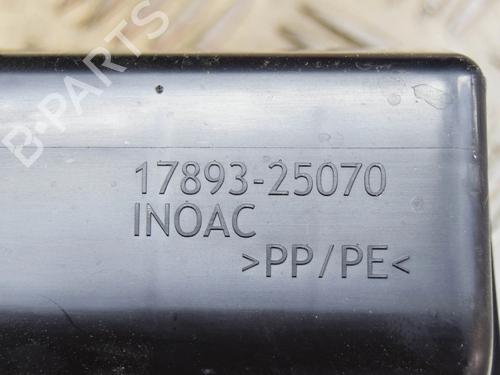 B-PARTS
17893-25070
INOAC
>PP/PE<